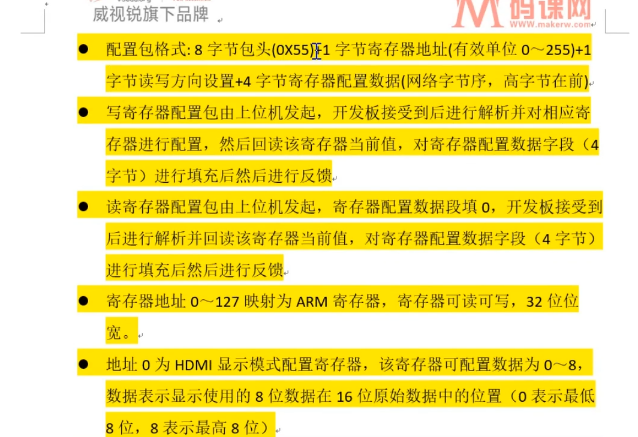 威视锐旗下品牌
码课网
www.makerw.com
● 配置包格式: 8 字节包头(0X55)+1 字节寄存器地址(有效单位 0～255)+1
字节读写方向设置+4 字节寄存器配置数据(网络字节序，高字节在前)
● 写寄存器配置包由上位机发起，开发板接受到后进行解析并对相应寄
存器进行配置，然后回读该寄存器当前值，对寄存器配置数据字段（4
字节）进行填充后然后进行反馈
● 读寄存器配置包由上位机发起，寄存器配置数据段填 0，开发板接受到
后进行解析并回读该寄存器当前值，对寄存器配置数据字段（4 字节）
进行填充后然后进行反馈
● 寄存器地址 0～127 映射为 ARM 寄存器，寄存器可读可写，32 位位
宽。
● 地址 0 为 HDMI 显示模式配置寄存器，该寄存器可配置数据为 0～8，
数据表示显示使用的 8 位数据在 16 位原始数据中的位置（0 表示最低
8 位，8 表示最高 8 位）